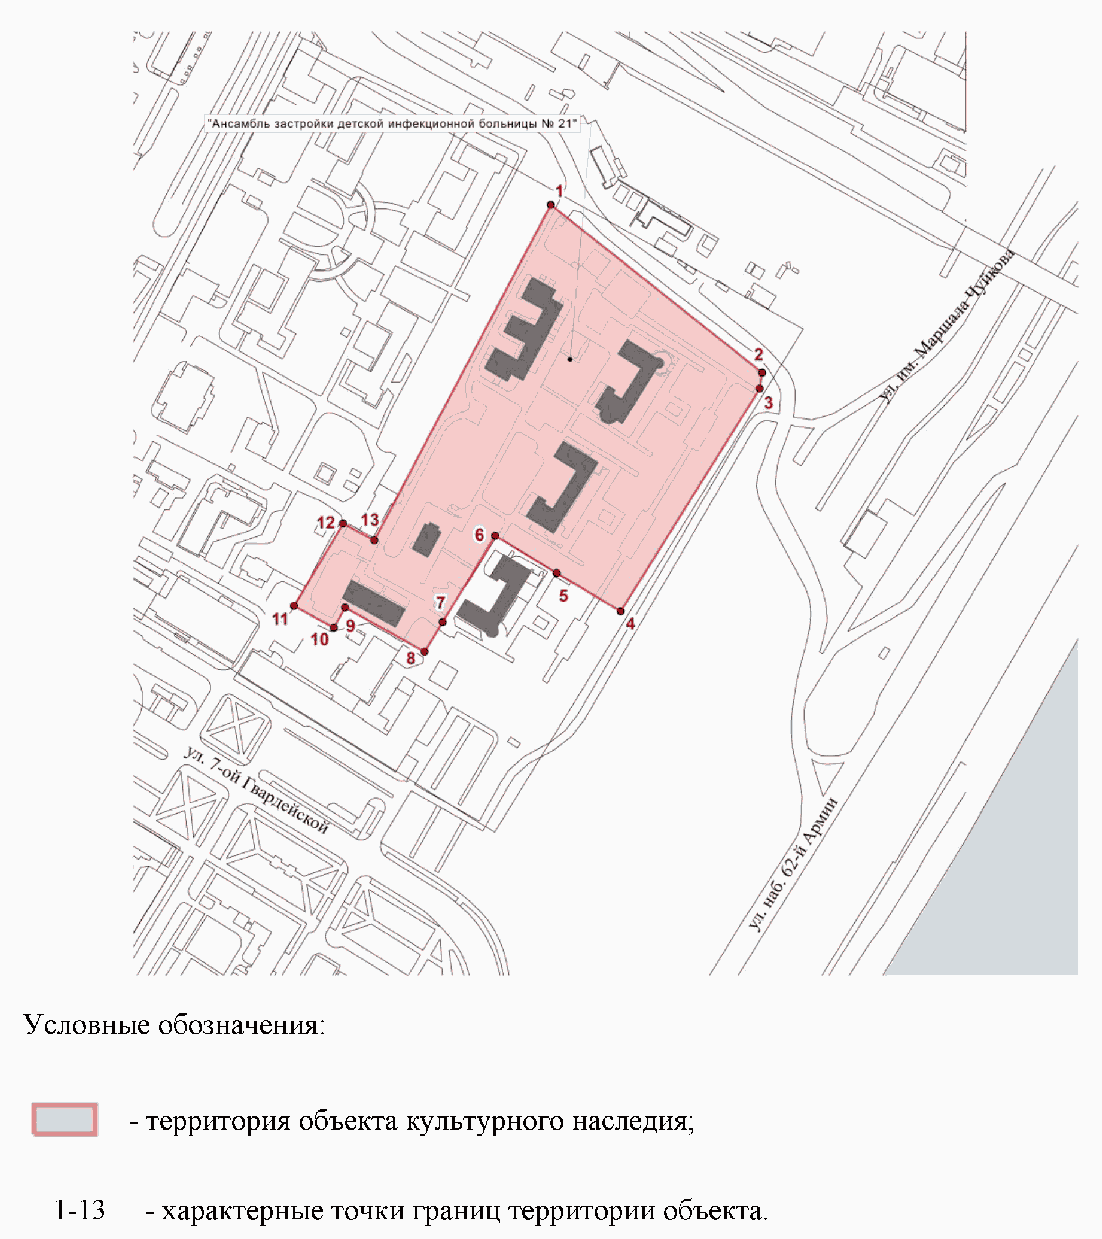 "Ансамбль застройки детской инфекционной больницы № 21"
1
2
3
4
5
6
7
8
9
10
11
12
13
ул. им. Маршала Чуйкова
ул. 7-ой Гвардейской
ул. наб. 62-й Армии
Условные обозначения:
- территория объекта культурного наследия;
1-13 - характерные точки границ территории объекта.